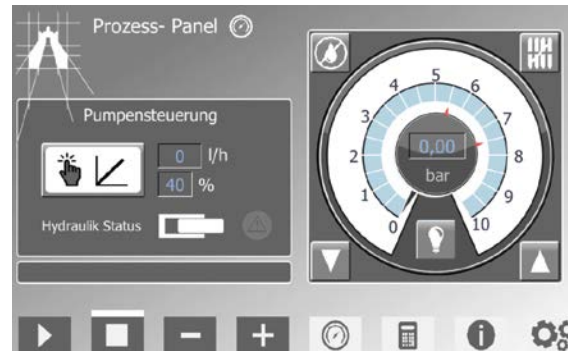 Prozess- Panel
Pumpensteuerung
0 l/h
40 %
Hydraulik Status
0
1
2
3
4
5
6
7
8
9
10
0,00
bar